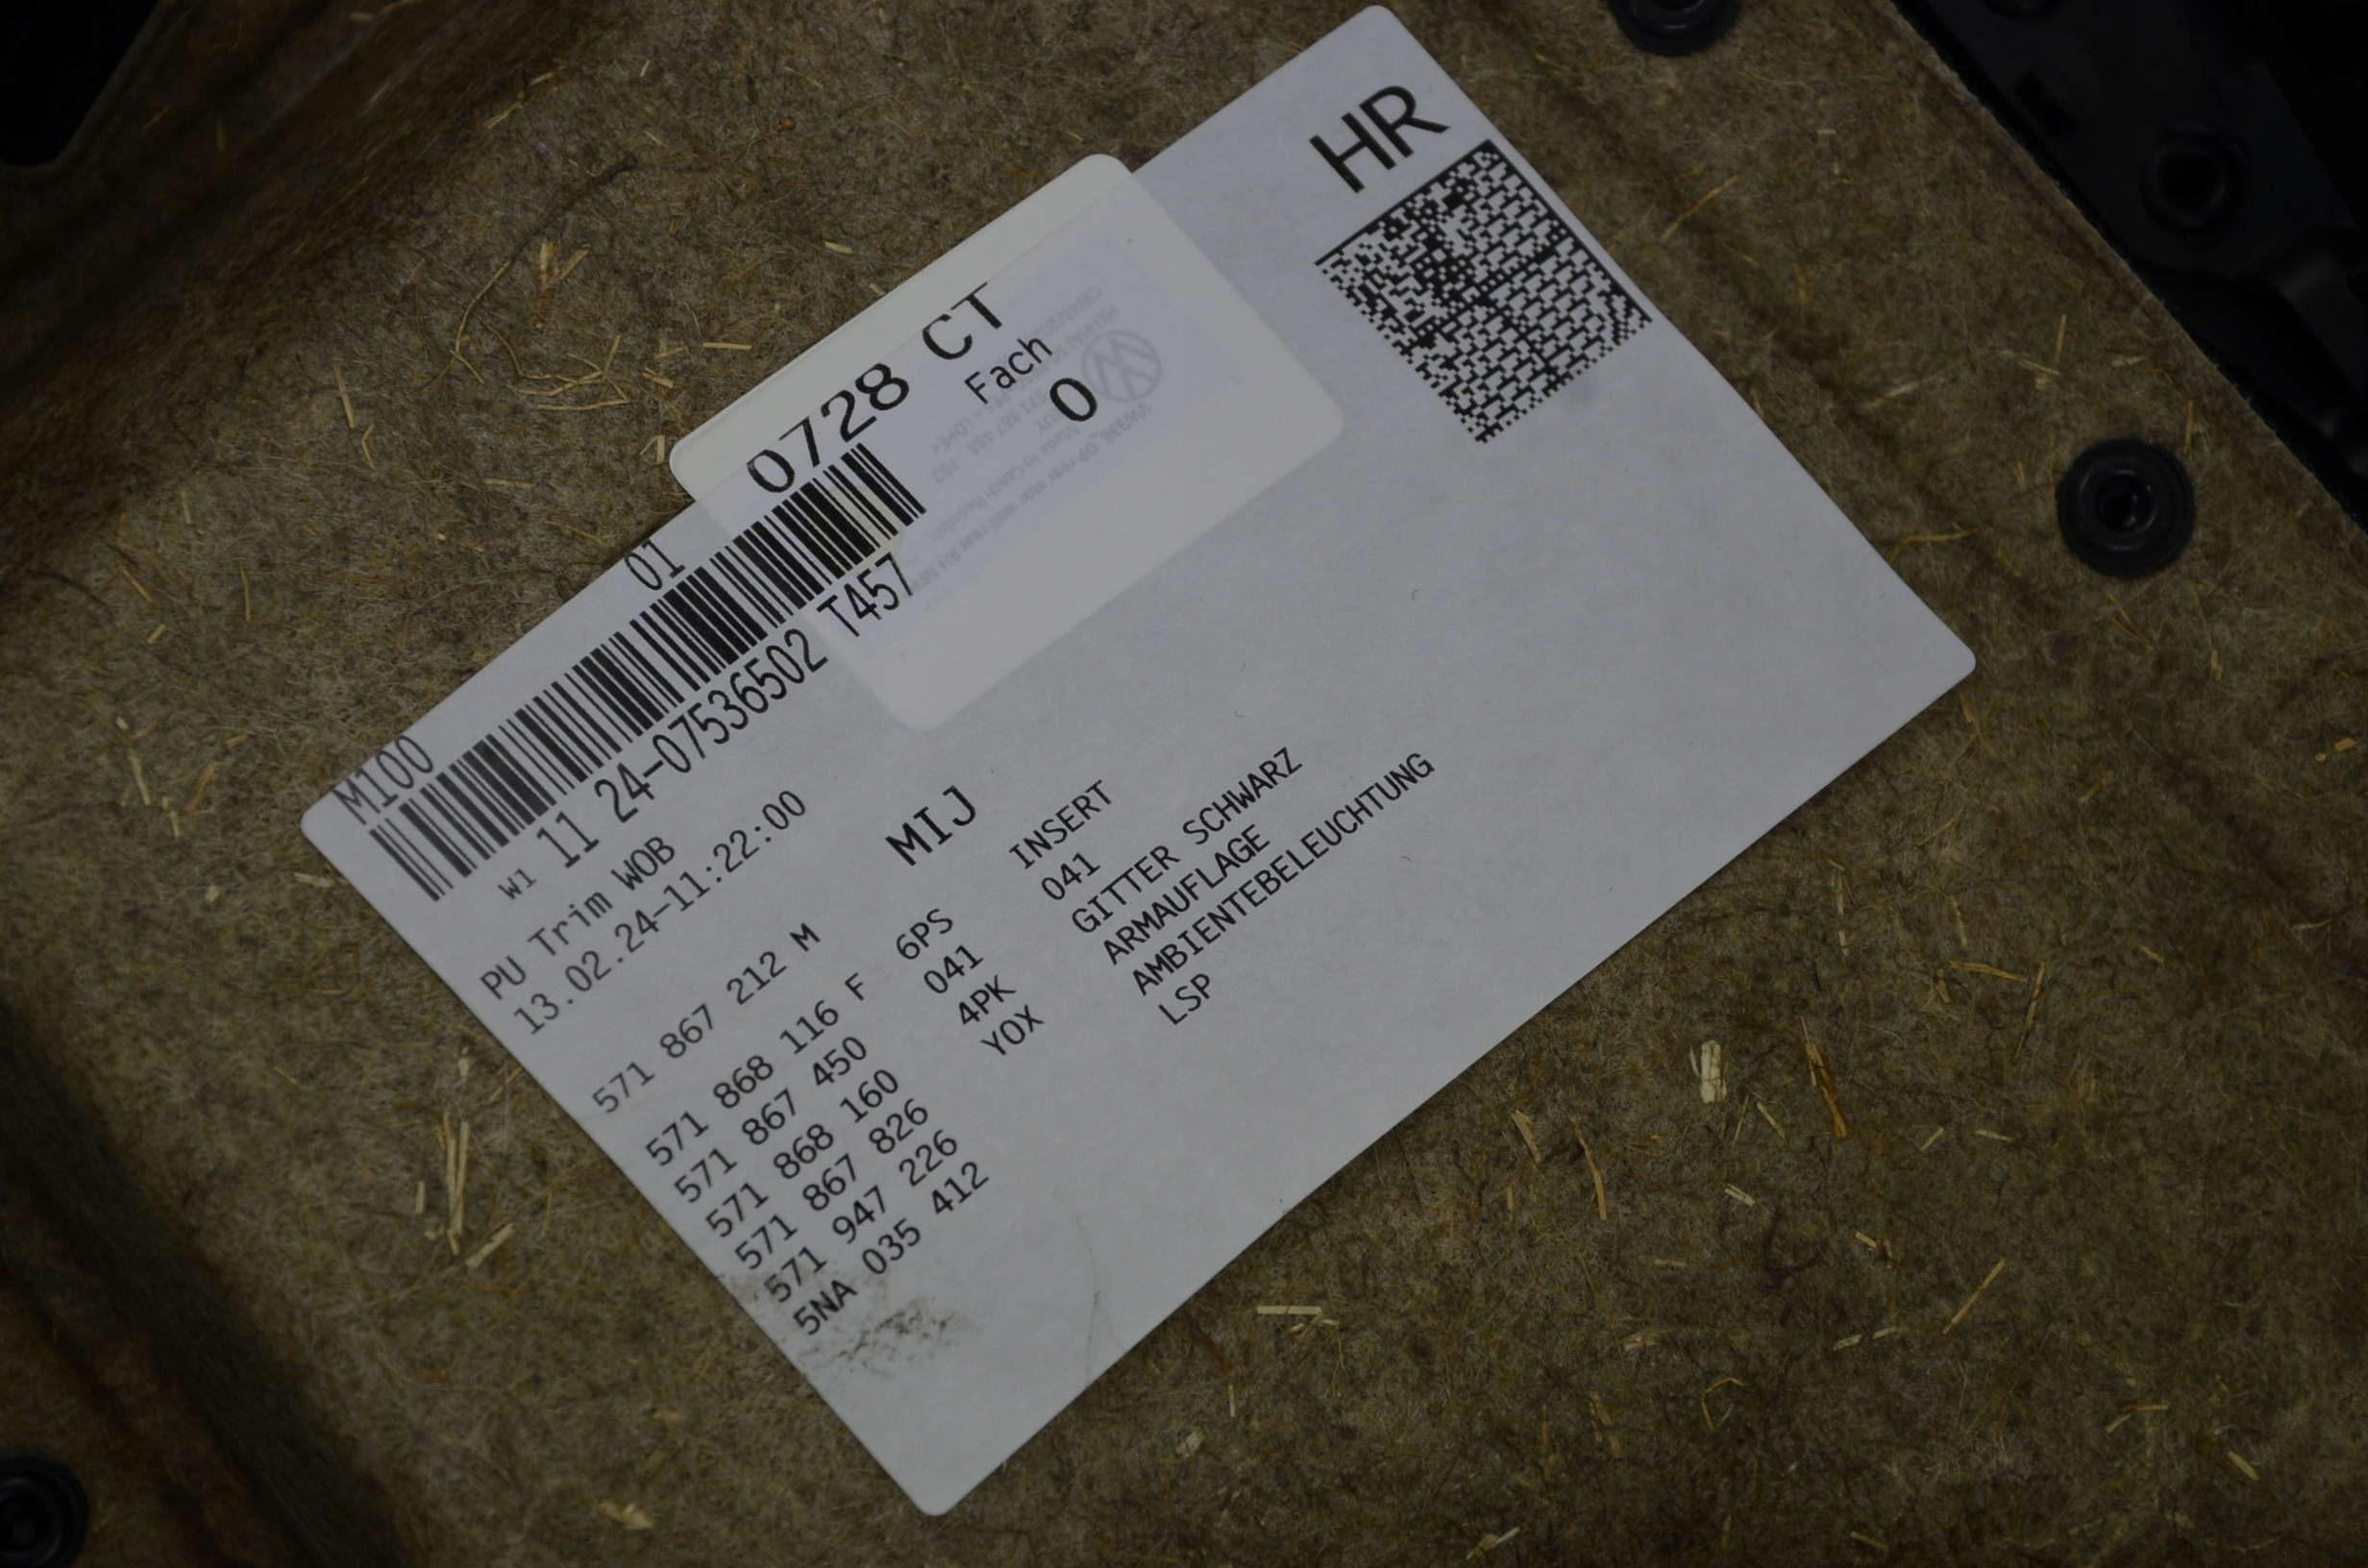 HR
0728 CT
Fach
0
01
M100
W1 11 24-07536502 T457
PU Trim WOB
13.02.24-11:22:00
MIJ
571 867 212 M
571 868 116 F 6PS INSERT
571 867 450 041 041
571 868 160 4PK GITTER SCHWARZ
571 867 826 YOX ARMAUFLAGE
571 947 226 AMBIENTEBELEUCHTUNG
5NA 035 412 LSP